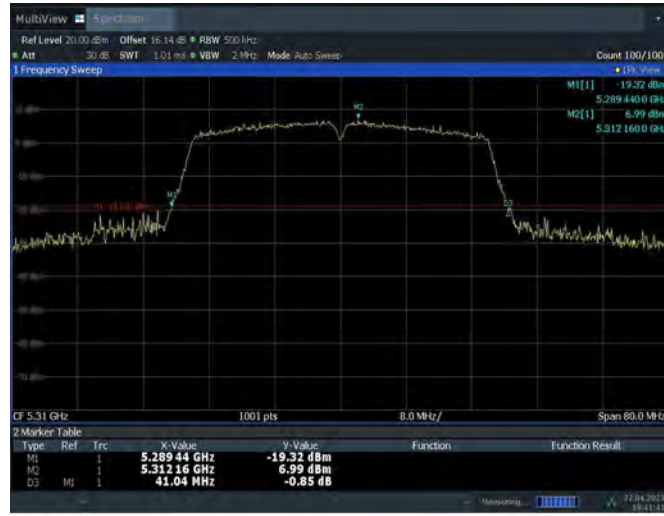 MultiView Spectrum
Ref Level 20.00 dBm Offset 16.14 dB RBW 500 kHz
Att 30 dB SWT 1.01 ms VBW 2 MHz Mode Auto Sweep Count 100/100
1 Frequency Sweep 1Pk View
M1[1] -19.32 dBm
5.289 4400 GHz
M2[1] 6.99 dBm
5.312 1600 GHz
M2
M1
D3
CF 5.31 GHz 1001 pts 8.0 MHz/ Span 80.0 MHz
2 Marker Table
Type Ref Trc X-Value Y-Value Function Function Result
M1 1 5.289 44 GHz -19.32 dBm
M2 1 5.312 16 GHz 6.99 dBm
D3 M1 1 41.04 MHz -0.85 dB
Measuring...